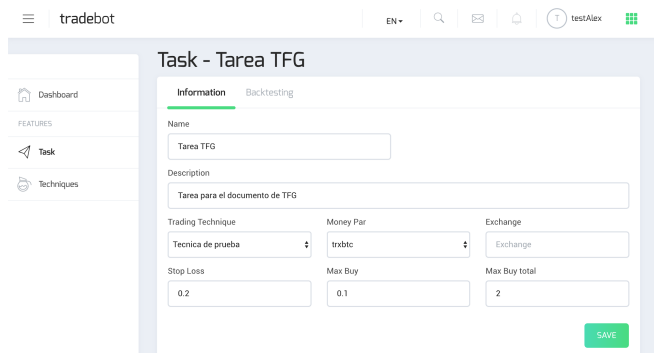 tradebot
EN
T testAlex
Task - Tarea TFG
Dashboard
FEATURES
Task
Techniques
Information Backtesting
Name
Tarea TFG
Description
Tarea para el documento de TFG
Trading Technique Money Par Exchange
Tecnica de prueba trxbtc Exchange
Stop Loss Max Buy Max Buy total
0.2 0.1 2
SAVE